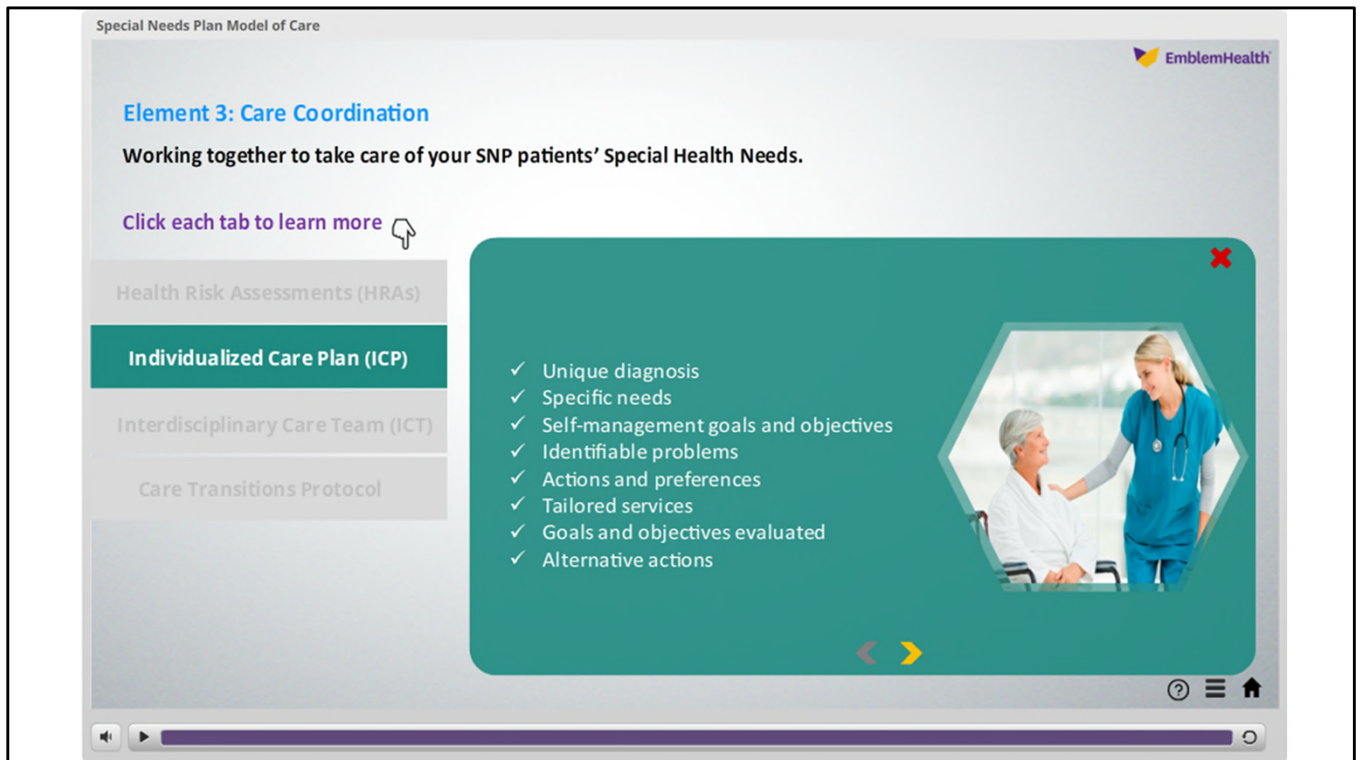 Special Needs Plan Model of Care
EmblemHealth
Element 3: Care Coordination
Working together to take care of your SNP patients' Special Health Needs.
Click each tab to learn more
Health Risk Assessments (HRAs)
Individualized Care Plan (ICP)
Interdisciplinary Care Team (ICT)
Care Transitions Protocol
✓ Unique diagnosis
✓ Specific needs
✓ Self-management goals and objectives
✓ Identifiable problems
✓ Actions and preferences
✓ Tailored services
✓ Goals and objectives evaluated
✓ Alternative actions